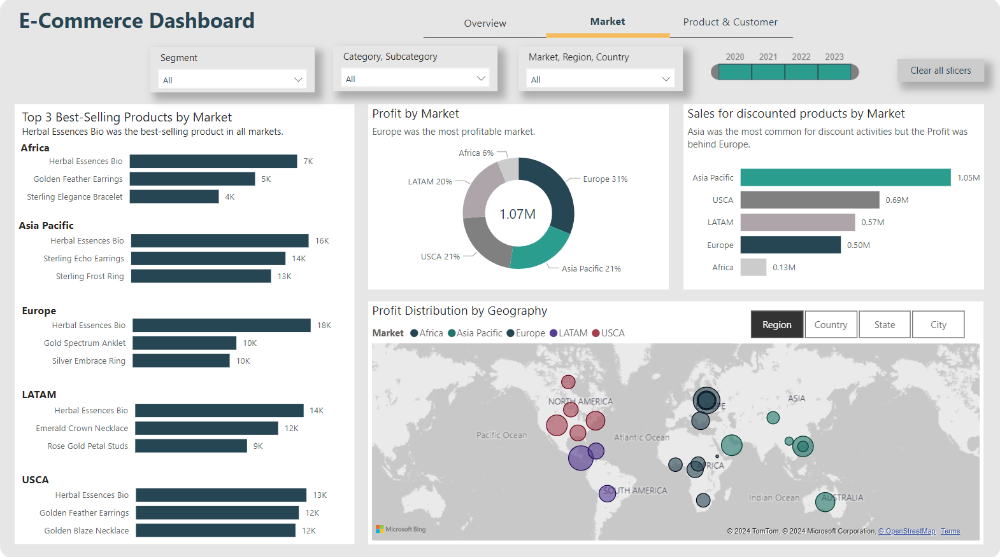 E-Commerce Dashboard
Overview
Market
Product & Customer
Segment
All
Category, Subcategory
All
Market, Region, Country
All
2020 2021 2022 2023
Clear all slicers
Top 3 Best-Selling Products by Market
Herbal Essences Bio was the best-selling product in all markets.
Africa
Herbal Essences Bio 7K
Golden Feather Earrings 5K
Sterling Elegance Bracelet 4K
Asia Pacific
Herbal Essences Bio 16K
Sterling Echo Earrings 14K
Sterling Frost Ring 13K
Europe
Herbal Essences Bio 18K
Gold Spectrum Anklet 10K
Silver Embrace Ring 10K
LATAM
Herbal Essences Bio 14K
Emerald Crown Necklace 12K
Rose Gold Petal Studs 9K
USCA
Herbal Essences Bio 13K
Golden Feather Earrings 12K
Golden Blaze Necklace 12K
Profit by Market
Europe was the most profitable market.
Africa 6%
LATAM 20%
Europe 31%
1.07M
USCA 21%
Asia Pacific 21%
Sales for discounted products by Market
Asia was the most common for discount activities but the Profit was
behind Europe.
Asia Pacific 1.05M
USCA 0.69M
LATAM 0.57M
Europe 0.50M
Africa 0.13M
Profit Distribution by Geography
Market Africa Asia Pacific Europe LATAM USCA
Region
Country
State
City
NORTH AMERICA
ASIA
Pacific Ocean
Atlantic Ocean
AFRICA
SOUTH AMERICA
Indian Ocean
AUSTRALIA
Microsoft Bing
© 2024 TomTom, © 2024 Microsoft Corporation, © OpenStreetMap Terms